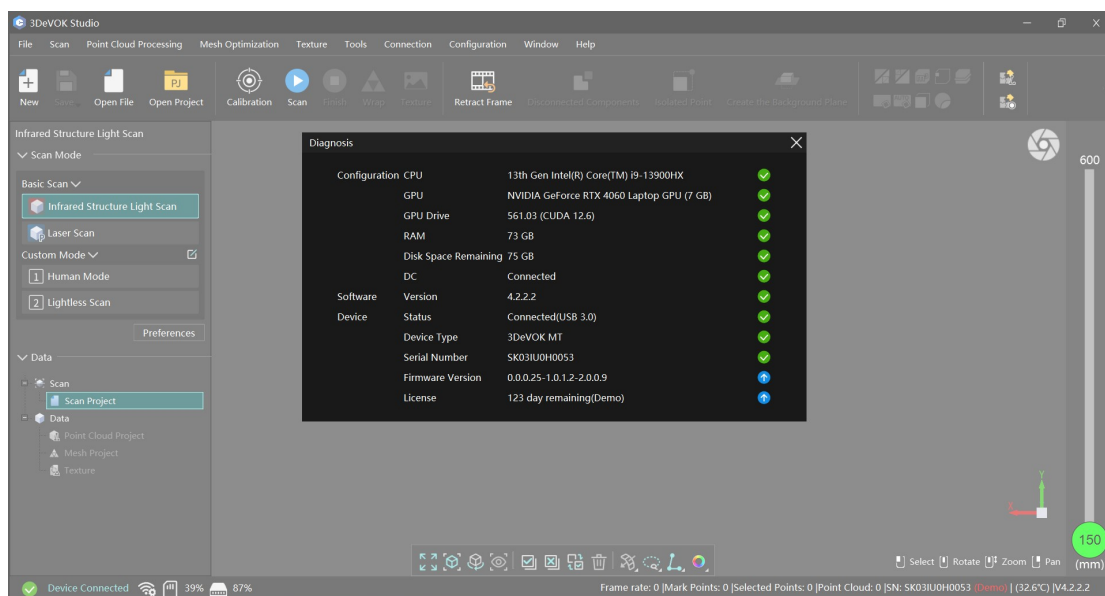 3DeVOK Studio
File Scan Point Cloud Processing Mesh Optimization Texture Tools Connection Configuration Window Help
PJ
New Save Open File Open Project Calibration Scan Finish Wrap Texture Retract Frame Disconnected Components Isolated Point Create the Background Plane
Infrared Structure Light Scan
Scan Mode
Basic Scan
Infrared Structure Light Scan
Laser Scan
Custom Mode
1 Human Mode
2 Lightless Scan
Preferences
Data
Scan
Scan Project
Data
Point Cloud Project
Mesh Project
Texture
Diagnosis
Configuration CPU 13th Gen Intel(R) Core(TM) i9-13900HX
GPU NVIDIA GeForce RTX 4060 Laptop GPU (7 GB)
GPU Drive 561.03 (CUDA 12.6)
RAM 73 GB
Disk Space Remaining 75 GB
DC Connected
Software Version 4.2.2.2
Device Status Connected(USB 3.0)
Device Type 3DeVOK MT
Serial Number SK03IU0H0053
Firmware Version 0.0.0.25-1.0.1.2-2.0.0.9
License 123 day remaining(Demo)
600
Y
X
150
(mm)
Select Rotate Zoom Pan
Device Connected 39% 87%
Frame rate: 0 |Mark Points: 0 |Selected Points: 0 |Point Cloud: 0 |SN: SK03IU0H0053 (Demo) | (32.6°C) |V4.2.2.2